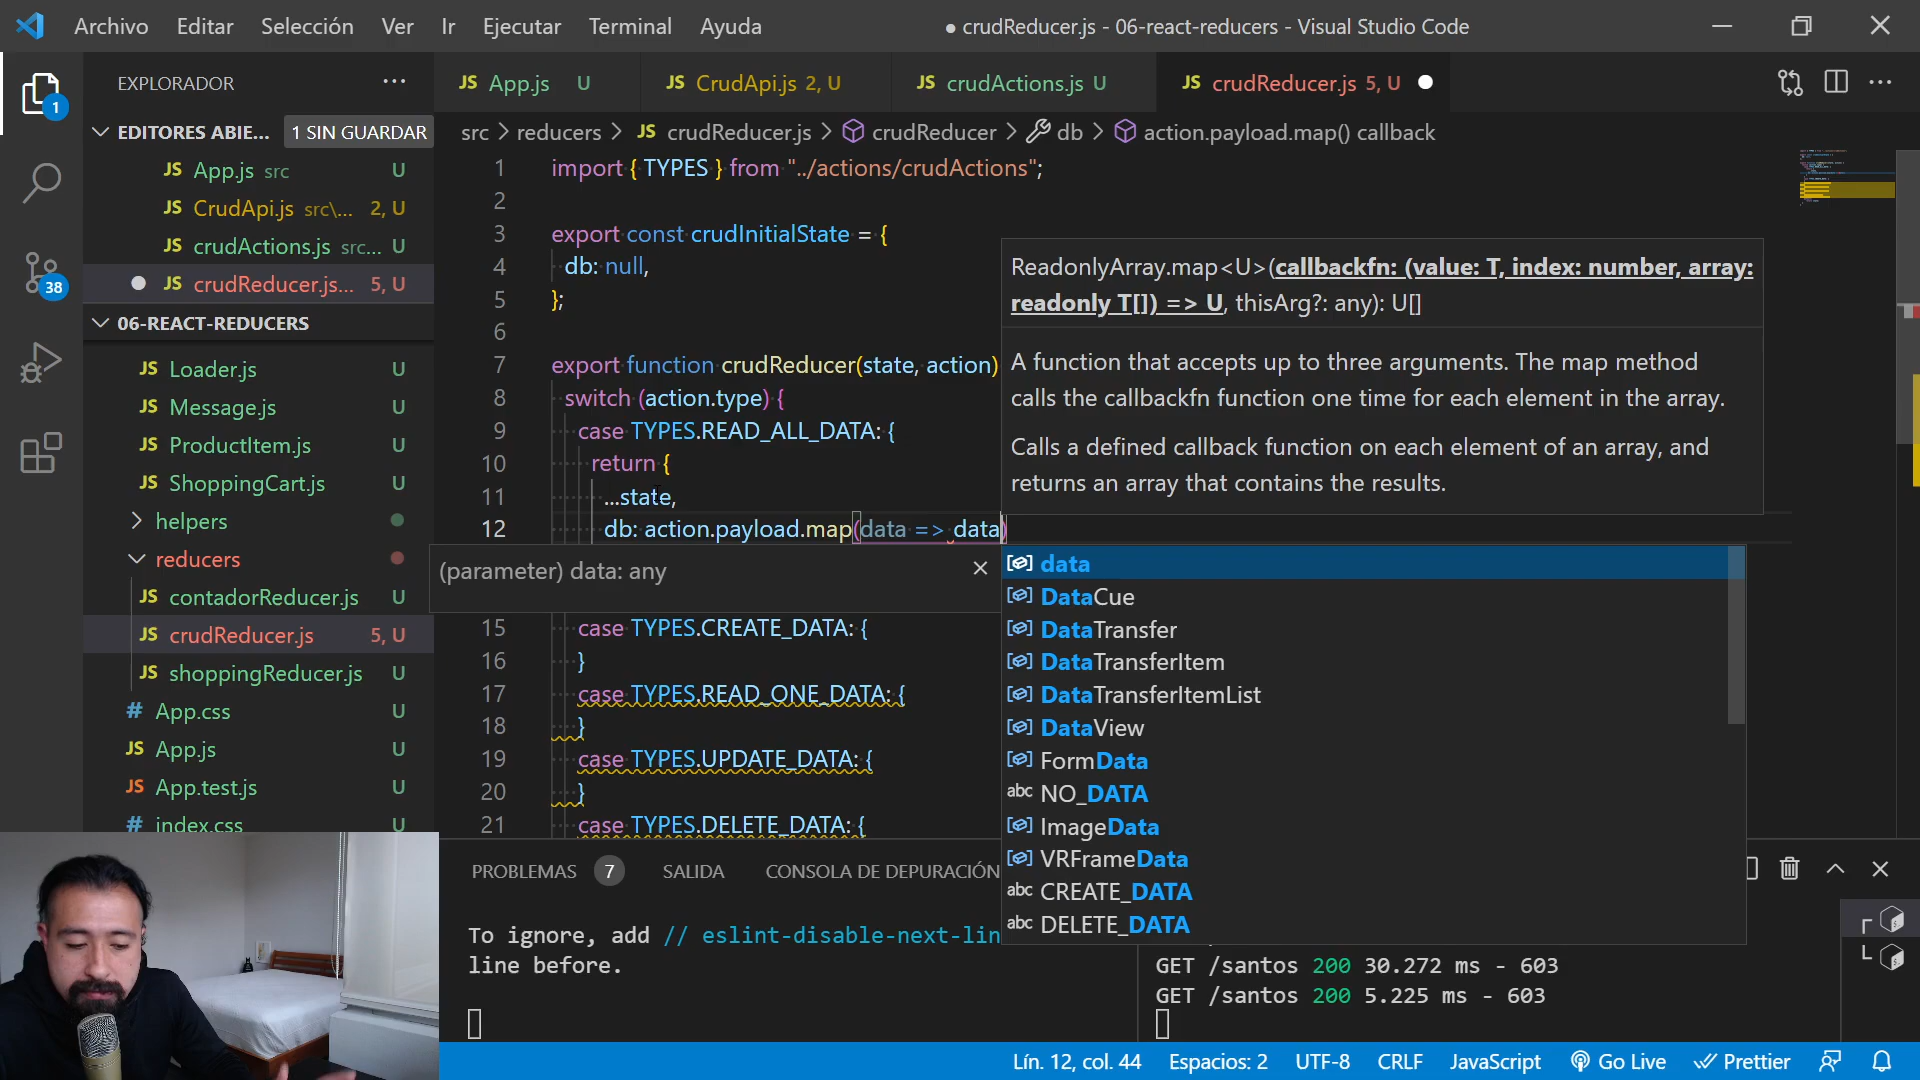 Archivo Editar Selección Ver Ir Ejecutar Terminal Ayuda
● crudReducer.js - 06-react-reducers - Visual Studio Code
EXPLORADOR ···
JS App.js U
JS CrudApi.js 2, U
JS crudActions.js U
JS crudReducer.js 5, U
1
EDITORES ABIE... 1 SIN GUARDAR
src > reducers > JS crudReducer.js > crudReducer > db > action.payload.map() callback
JS App.js src U
JS CrudApi.js src\... 2, U
JS crudActions.js src... U
JS crudReducer.js... 5, U
38
06-REACT-REDUCERS
JS Loader.js U
JS Message.js U
JS ProductItem.js U
JS ShoppingCart.js U
helpers
reducers
JS contadorReducer.js U
JS crudReducer.js 5, U
JS shoppingReducer.js U
# App.css U
JS App.js U
JS App.test.js U
# index.css U
1 import { TYPES } from "../actions/crudActions";
2
3 export const crudInitialState = {
4 db: null,
5 };
6
7 export function crudReducer(state, action)
8 switch (action.type) {
9 case TYPES.READ_ALL_DATA: {
10 return {
11 ...state,
12 db: action.payload.map(data => data)
15 case TYPES.CREATE_DATA: {
16 }
17 case TYPES.READ_ONE_DATA: {
18 }
19 case TYPES.UPDATE_DATA: {
20 }
21 case TYPES.DELETE_DATA: {
ReadonlyArray.map<U>(callbackfn: (value: T, index: number, array:
readonly T[]) => U, thisArg?: any): U[]
A function that accepts up to three arguments. The map method
calls the callbackfn function one time for each element in the array.
Calls a defined callback function on each element of an array, and
returns an array that contains the results.
(parameter) data: any
data
DataCue
DataTransfer
DataTransferItem
DataTransferItemList
DataView
FormData
abc NO_DATA
ImageData
VRFrameData
abc CREATE_DATA
abc DELETE_DATA
PROBLEMAS 7 SALIDA CONSOLA DE DEPURACIÓN
To ignore, add // eslint-disable-next-lin
line before.
GET /santos 200 30.272 ms - 603
GET /santos 200 5.225 ms - 603
Lín. 12, col. 44 Espacios: 2 UTF-8 CRLF JavaScript Go Live Prettier